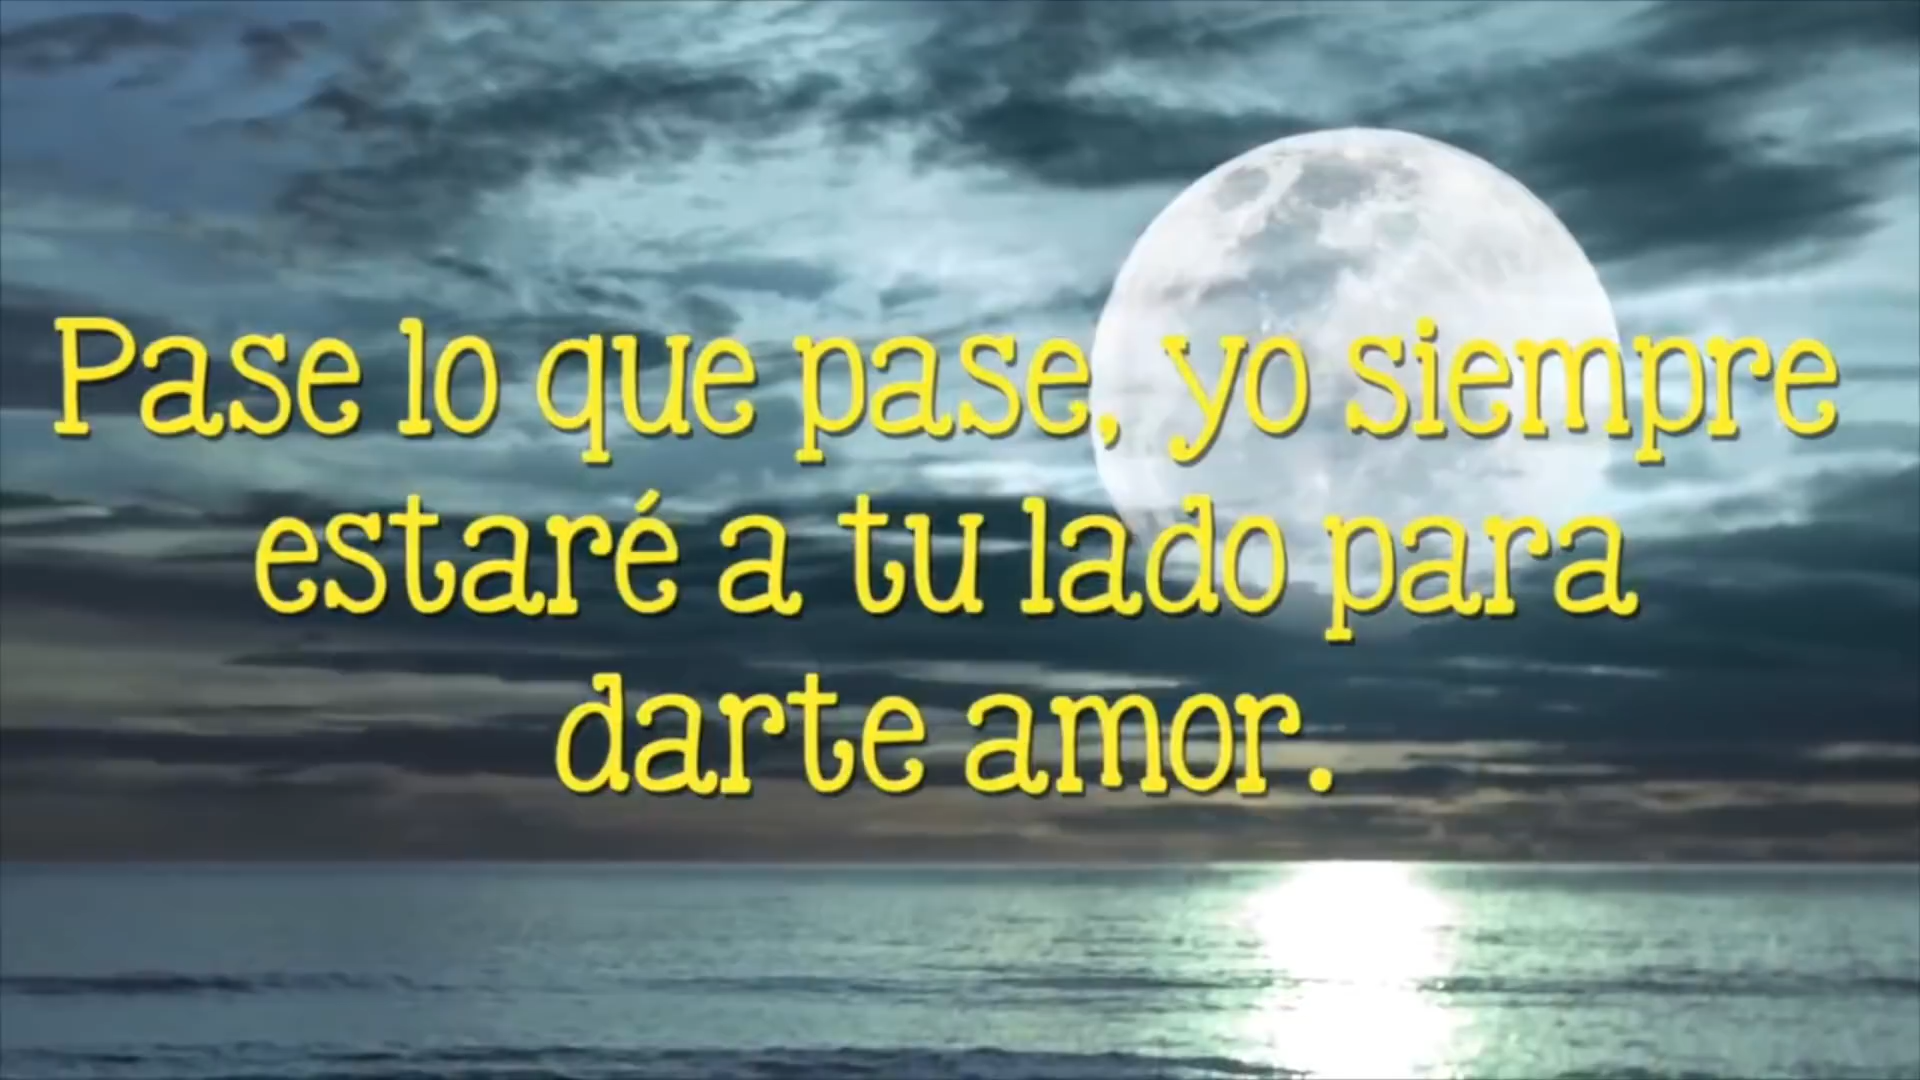 Pase lo que pase, yo siempre
estaré a tu lado para
darte amor.